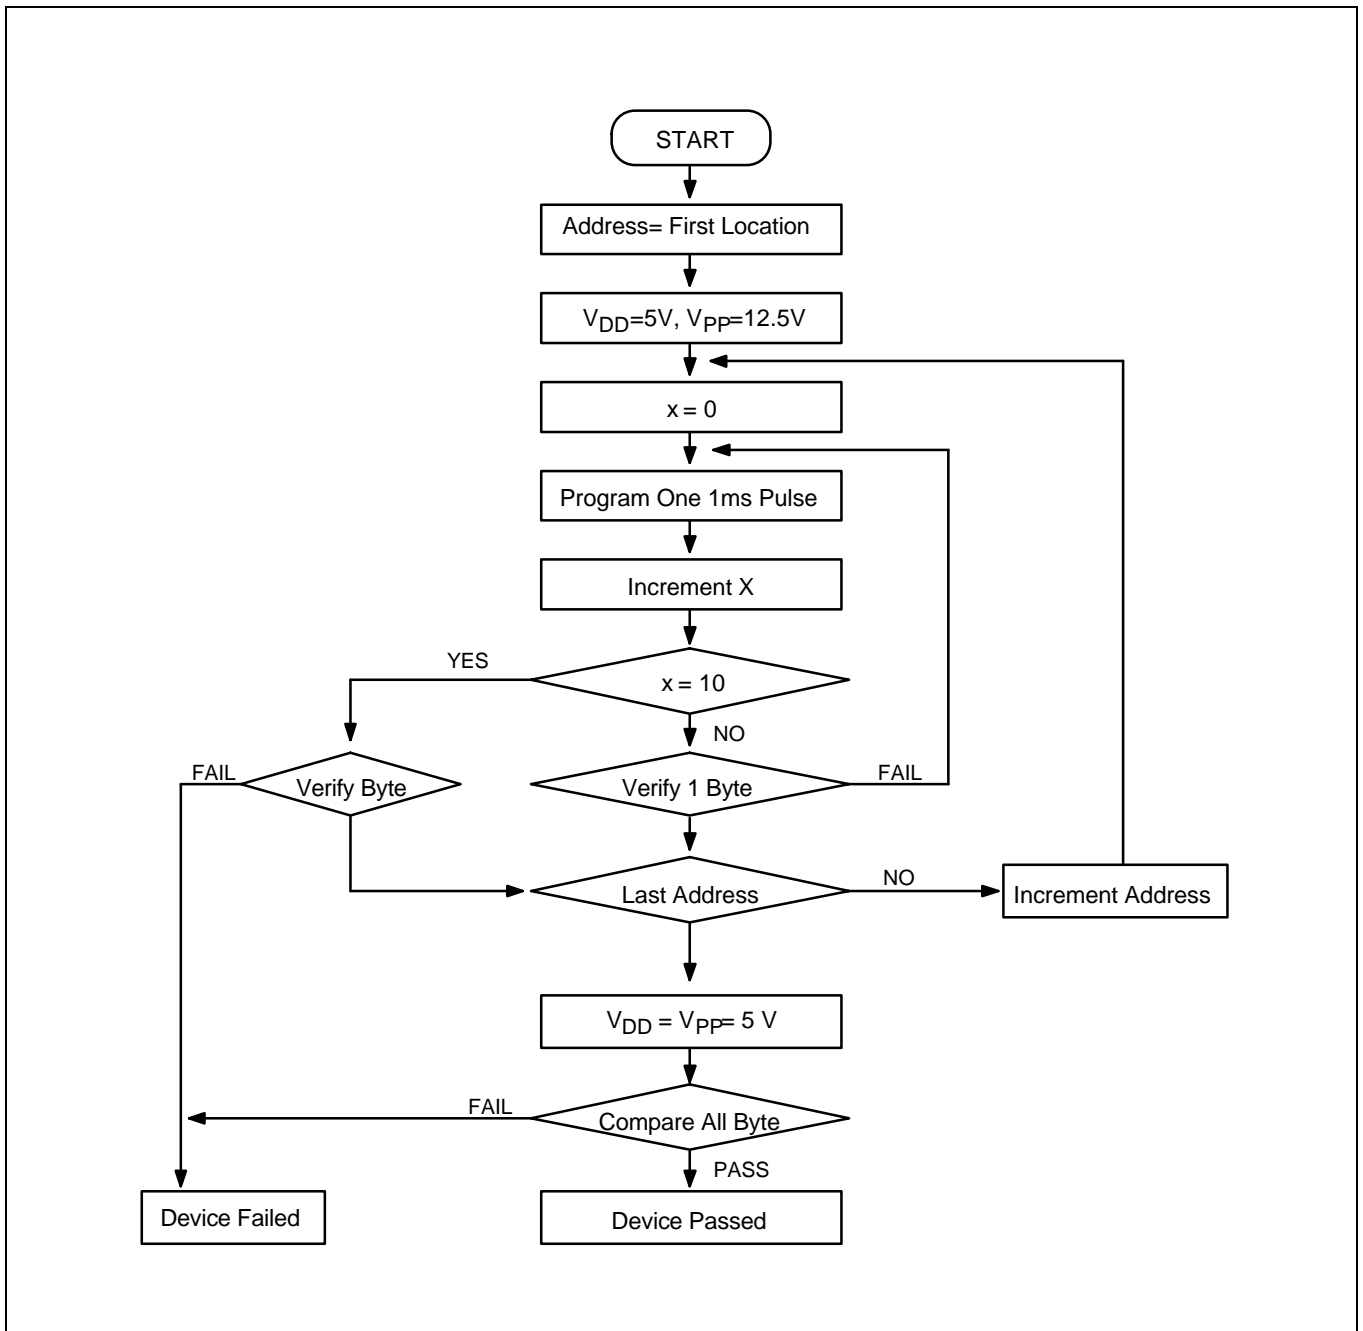 START
Address= First Location
VDD=5V, VPP=12.5V
x = 0
Program One 1ms Pulse
Increment X
YES
x = 10
NO
FAIL
Verify Byte
Verify 1 Byte
FAIL
Last Address
NO
Increment Address
VDD = VPP= 5 V
FAIL
Compare All Byte
PASS
Device Failed
Device Passed